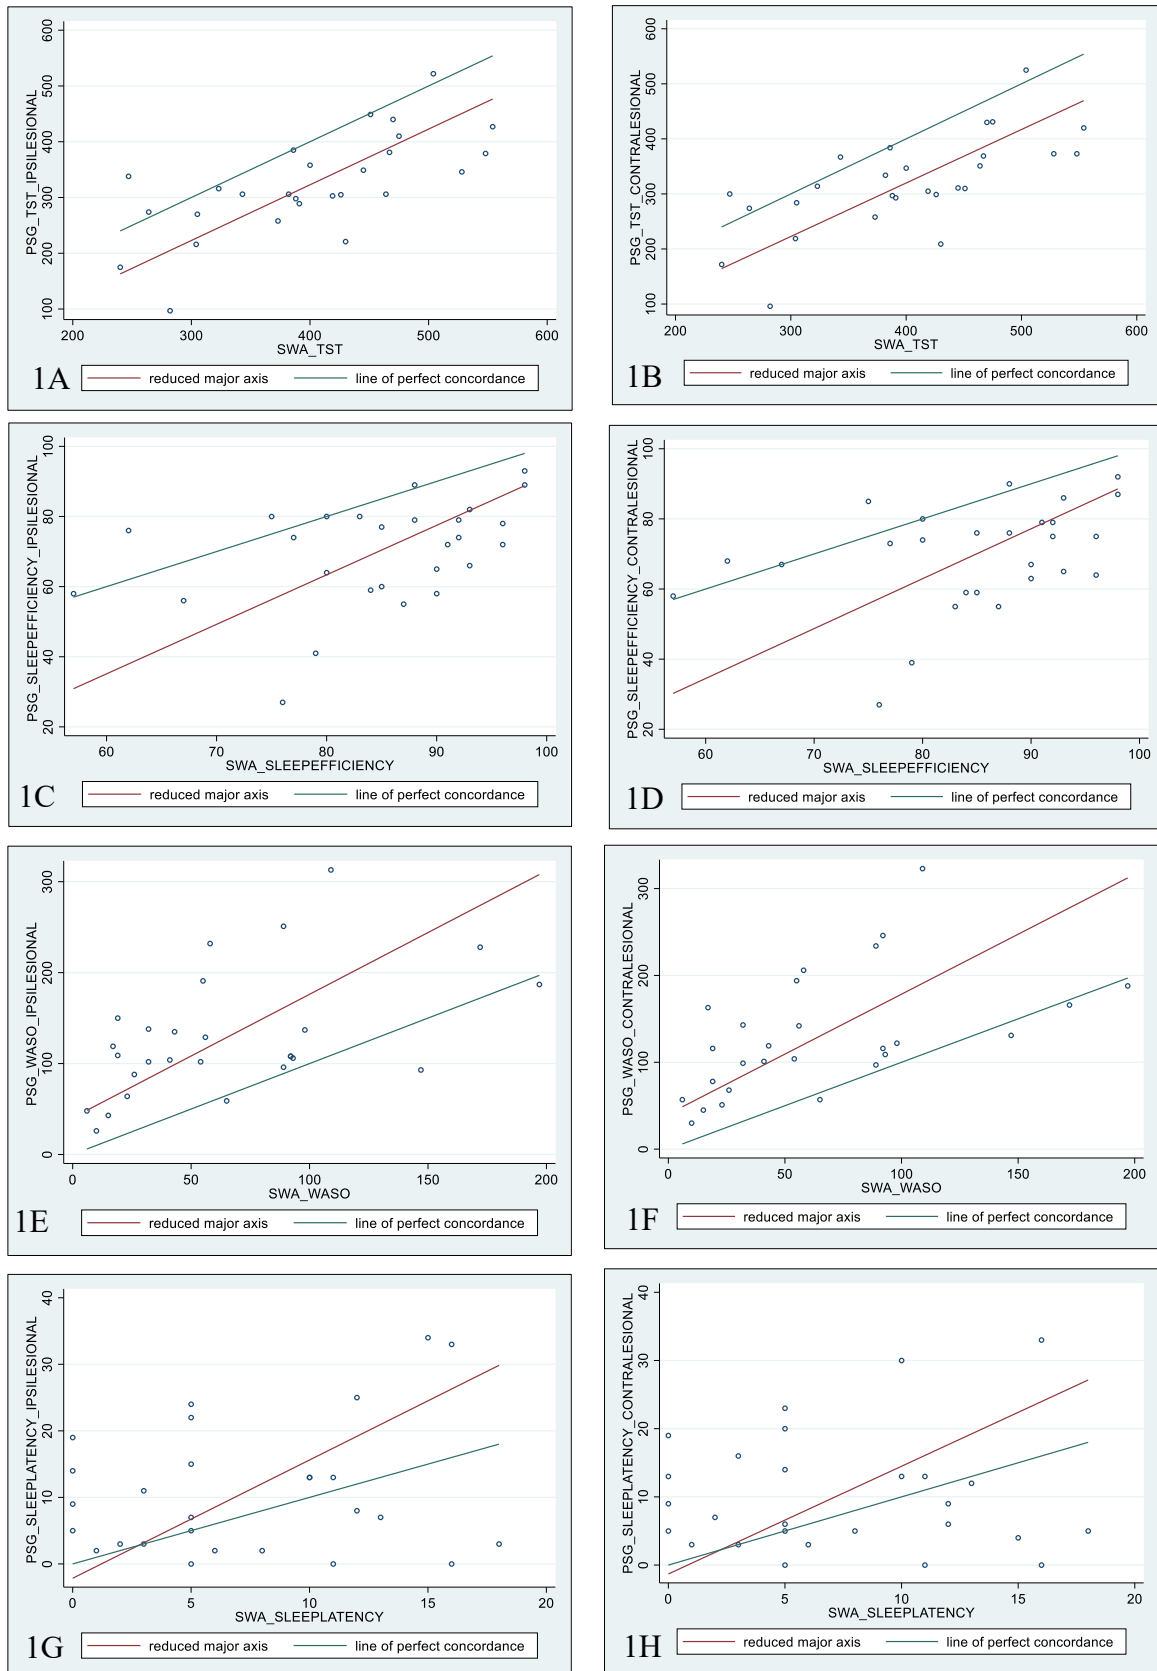 600
500
400
300
200
100
PSG_TST_IPSILESIONAL
200 300 400 500 600
SWA_TST
1A
reduced major axis line of perfect concordance
600
500
400
300
200
100
PSG_TST_CONTRALESIONAL
200 300 400 500 600
SWA_TST
1B
reduced major axis line of perfect concordance
100
80
60
40
20
PSG_SLEEPEFFICIENCY_IPSILESIONAL
60 70 80 90 100
SWA_SLEEPEFFICIENCY
1C
reduced major axis line of perfect concordance
100
80
60
40
20
PSG_SLEEPEFFICIENCY_CONTRALESIONAL
60 70 80 90 100
SWA_SLEEPEFFICIENCY
1D
reduced major axis line of perfect concordance
300
200
100
0
PSG_WASO_IPSILESIONAL
0 50 100 150 200
SWA_WASO
1E
reduced major axis line of perfect concordance
300
200
100
0
PSG_WASO_CONTRALESIONAL
0 50 100 150 200
SWA_WASO
1F
reduced major axis line of perfect concordance
40
30
20
10
0
PSG_SLEEPLATENCY_IPSILESIONAL
0 5 10 15 20
SWA_SLEEPLATENCY
1G
reduced major axis line of perfect concordance
40
30
20
10
0
PSG_SLEEPLATENCY_CONTRALESIONAL
0 5 10 15 20
SWA_SLEEPLATENCY
1H
reduced major axis line of perfect concordance